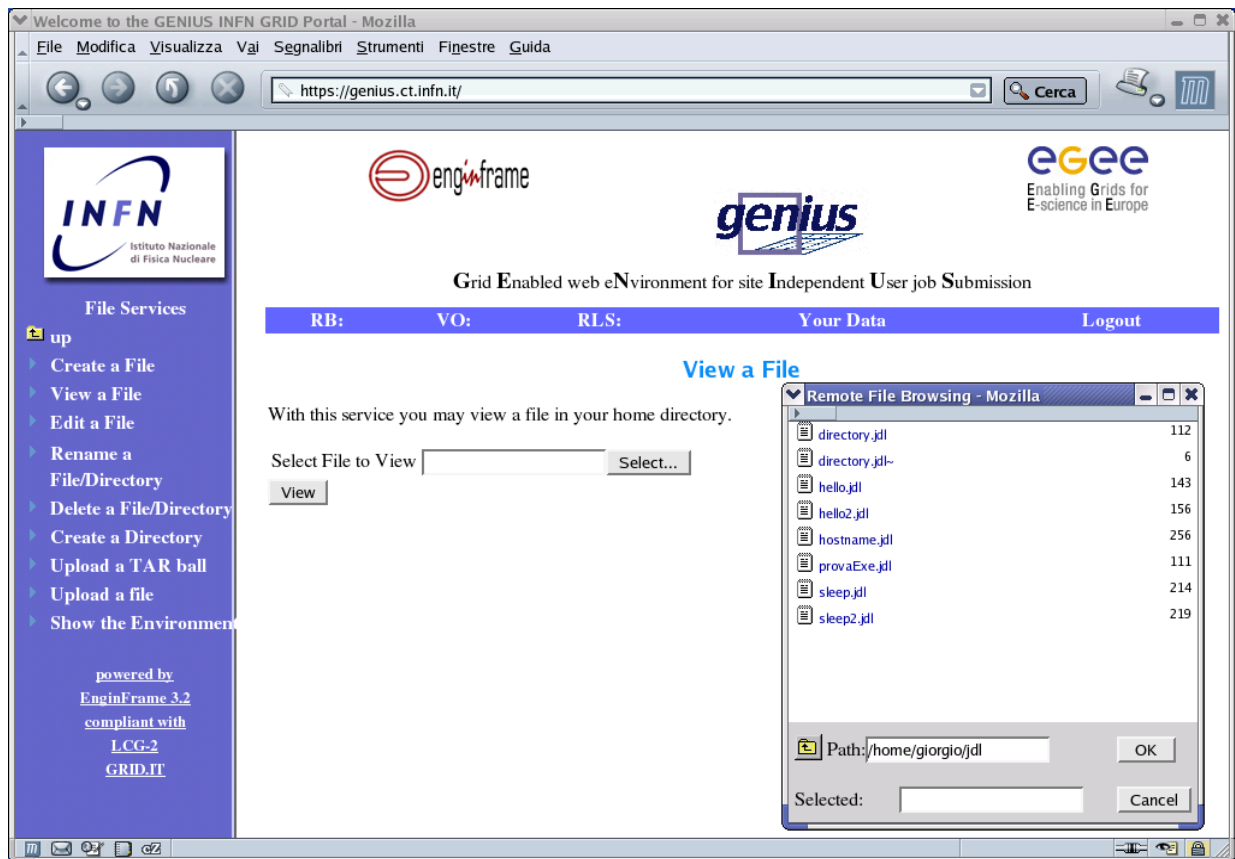 Welcome to the GENIUS INFN GRID Portal - Mozilla
File Modifica Visualizza Vai Segnalibri Strumenti Finestre Guida
https://genius.ct.infn.it/
Cerca
INFN
Istituto Nazionale
di Fisica Nucleare
File Services
up
Create a File
View a File
Edit a File
Rename a
File/Directory
Delete a File/Directory
Create a Directory
Upload a TAR ball
Upload a file
Show the Environmen
powered by
EnginFrame 3.2
compliant with
LCG-2
GRID.IT
enginframe
genius
egee
Enabling Grids for
E-science in Europe
Grid Enabled web eNvironment for site Independent User job Submission
RB: VO: RLS: Your Data Logout
View a File
With this service you may view a file in your home directory.
Select File to View Select...
View
Remote File Browsing - Mozilla
directory.jdl 112
directory.jdl~ 6
hello.jdl 143
hello2.jdl 156
hostname.jdl 256
provaExe.jdl 111
sleep.jdl 214
sleep2.jdl 219
Path: /home/giorgio/jdl OK
Selected: Cancel